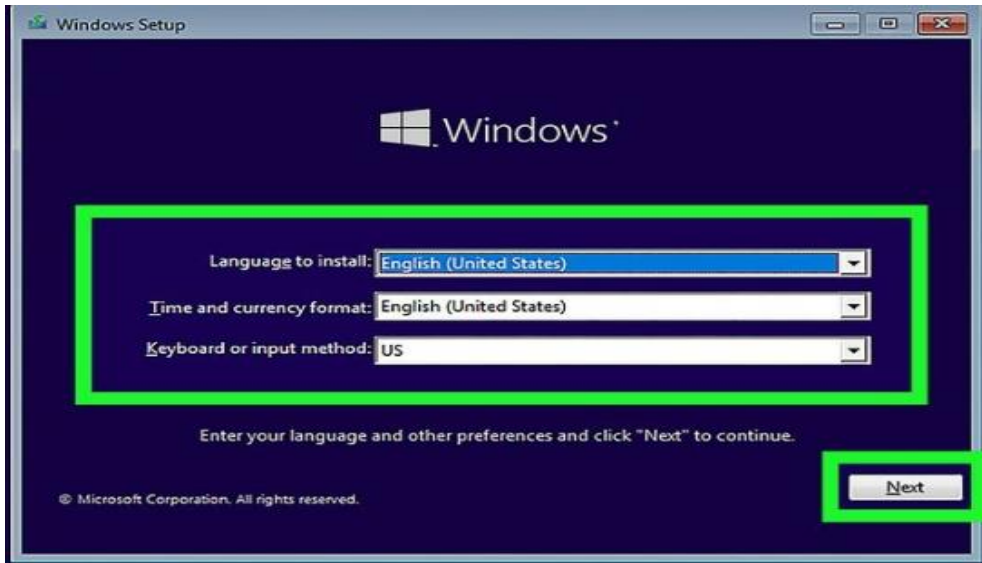 Windows Setup
Windows
Language to install: English (United States)
Time and currency format: English (United States)
Keyboard or input method: US
Enter your language and other preferences and click "Next" to continue.
Next
© Microsoft Corporation. All rights reserved.